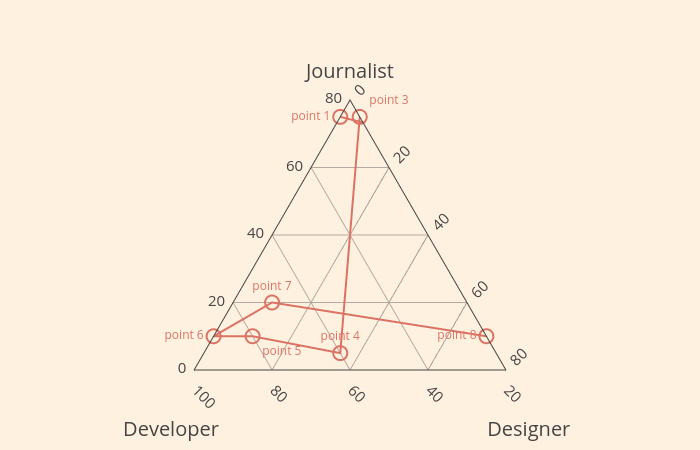 Journalist
80
0
point 3
point 1
60
20
40
40
point 7
20
60
point 6
point 4
point 8
point 5
0
80
100
80
60
40
20
Developer
Designer